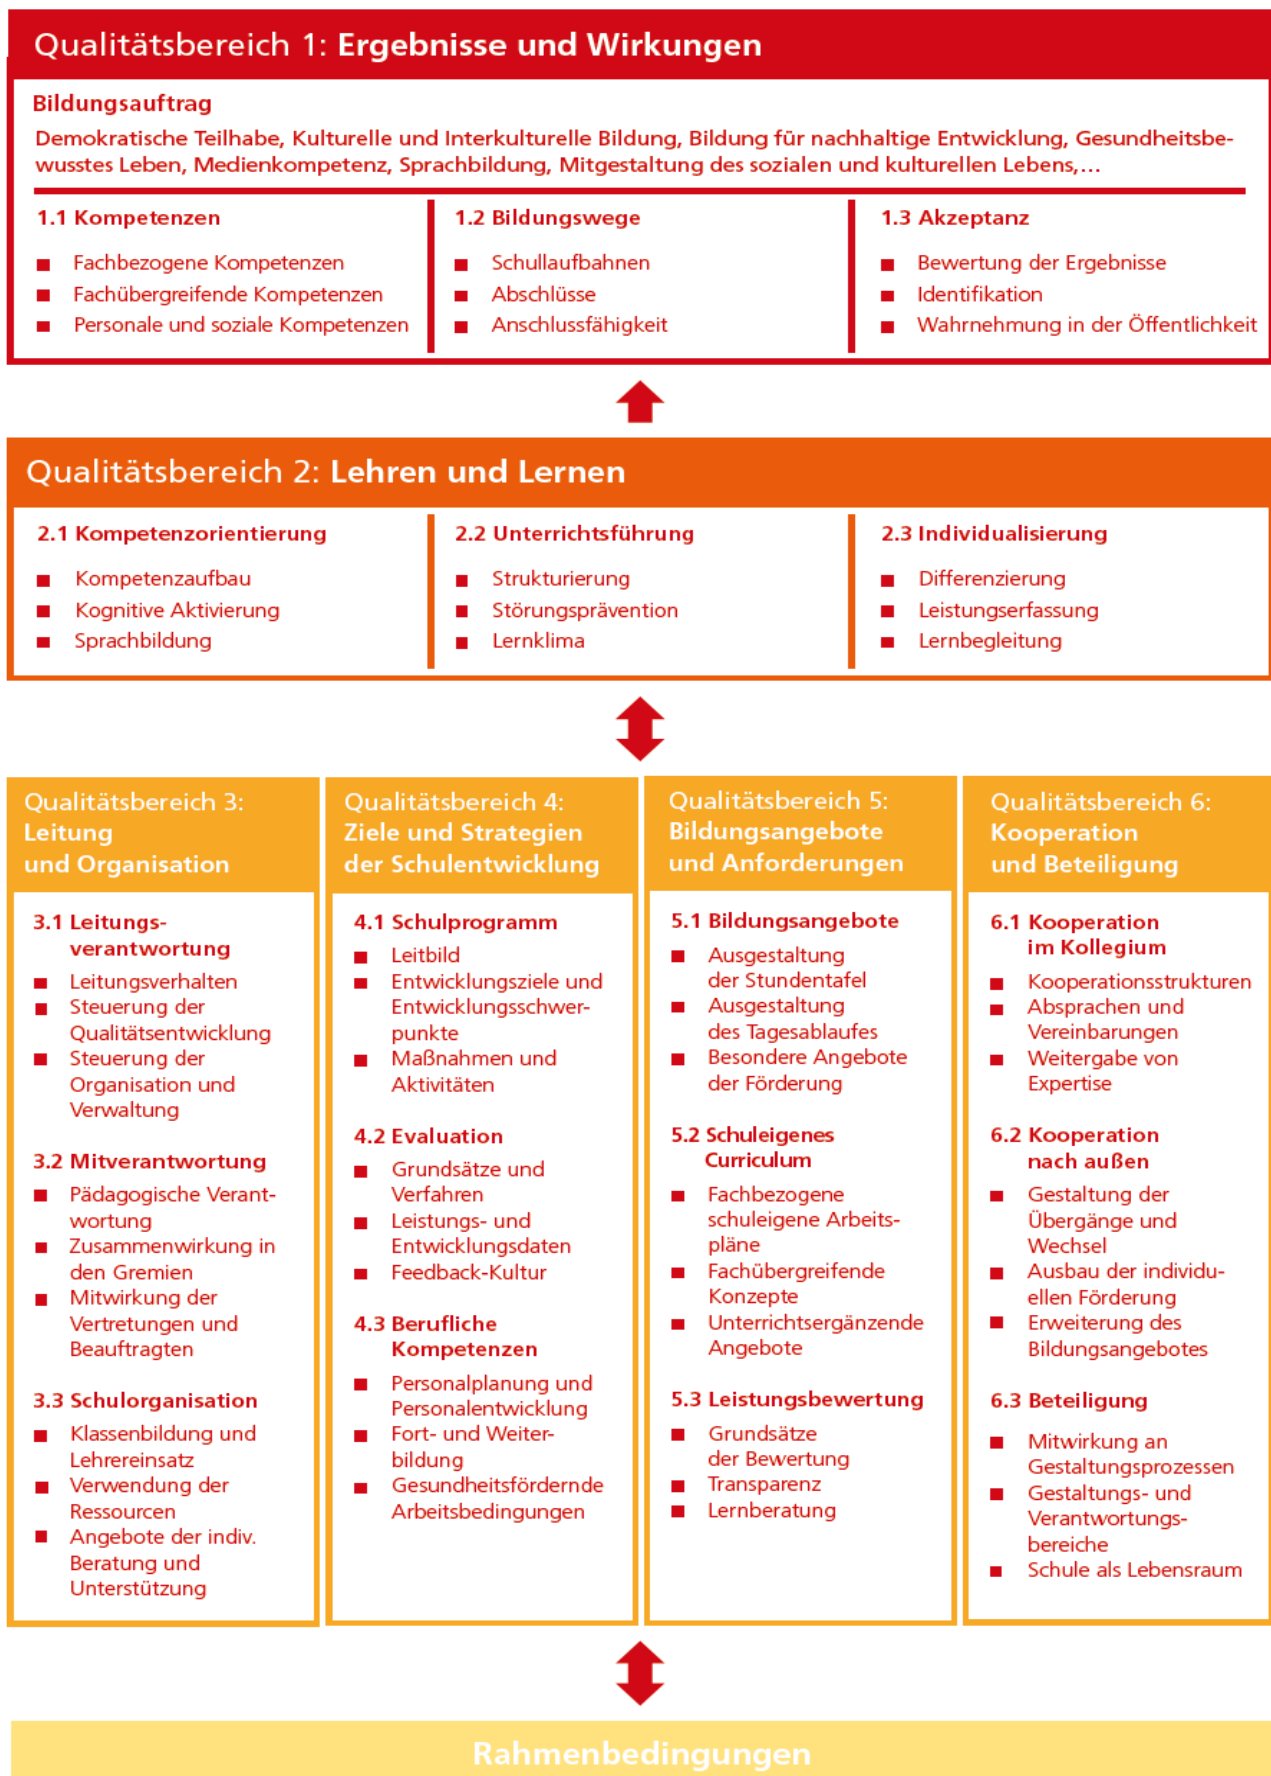 Qualitätsbereich 1: Ergebnisse und Wirkungen
Bildungsauftrag
Demokratische Teilhabe, Kulturelle und Interkulturelle Bildung, Bildung für nachhaltige Entwicklung, Gesundheitsbe-
wusstes Leben, Medienkompetenz, Sprachbildung, Mitgestaltung des sozialen und kulturellen Lebens,...
1.1 Kompetenzen
Fachbezogene Kompetenzen
Fachübergreifende Kompetenzen
Personale und soziale Kompetenzen
1.2 Bildungswege
Schullaufbahnen
Abschlüsse
Anschlussfähigkeit
1.3 Akzeptanz
Bewertung der Ergebnisse
Identifikation
Wahrnehmung in der Öffentlichkeit
Qualitätsbereich 2: Lehren und Lernen
2.1 Kompetenzorientierung
Kompetenzaufbau
Kognitive Aktivierung
Sprachbildung
2.2 Unterrichtsführung
Strukturierung
Störungsprävention
Lernklima
2.3 Individualisierung
Differenzierung
Leistungserfassung
Lernbegleitung
Qualitätsbereich 3:
Leitung
und Organisation
3.1 Leitungs-
verantwortung
Leitungsverhalten
Steuerung der
Qualitätsentwicklung
Steuerung der
Organisation und
Verwaltung
3.2 Mitverantwortung
Pädagogische Verant-
wortung
Zusammenwirkung in
den Gremien
Mitwirkung der
Vertretungen und
Beauftragten
3.3 Schulorganisation
Klassenbildung und
Lehrereinsatz
Verwendung der
Ressourcen
Angebote der indiv.
Beratung und
Unterstützung
Qualitätsbereich 4:
Ziele und Strategien
der Schulentwicklung
4.1 Schulprogramm
Leitbild
Entwicklungsziele und
Entwicklungsschwer-
punkte
Maßnahmen und
Aktivitäten
4.2 Evaluation
Grundsätze und
Verfahren
Leistungs- und
Entwicklungsdaten
Feedback-Kultur
4.3 Berufliche
Kompetenzen
Personalplanung und
Personalentwicklung
Fort- und Weiter-
bildung
Gesundheitsfördernde
Arbeitsbedingungen
Qualitätsbereich 5:
Bildungsangebote
und Anforderungen
5.1 Bildungsangebote
Ausgestaltung
der Stundentafel
Ausgestaltung
des Tagesablaufes
Besondere Angebote
der Förderung
5.2 Schuleigenes
Curriculum
Fachbezogene
schuleigene Arbeits-
pläne
Fachübergreifende
Konzepte
Unterrichtsergänzende
Angebote
5.3 Leistungsbewertung
Grundsätze
der Bewertung
Transparenz
Lernberatung
Qualitätsbereich 6:
Kooperation
und Beteiligung
6.1 Kooperation
im Kollegium
Kooperationsstrukturen
Absprachen und
Vereinbarungen
Weitergabe von
Expertise
6.2 Kooperation
nach außen
Gestaltung der
Übergänge und
Wechsel
Ausbau der individu-
ellen Förderung
Erweiterung des
Bildungsangebotes
6.3 Beteiligung
Mitwirkung an
Gestaltungsprozessen
Gestaltungs- und
Verantwortungs-
bereiche
Schule als Lebensraum
Rahmenbedingungen